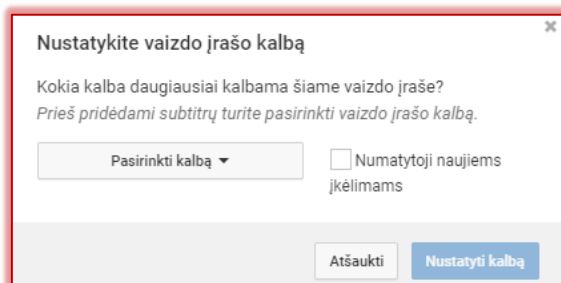 Nustatykite vaizdo įrašo kalbą
Kokia kalba daugiausiai kalbama šiame vaizdo įraše?
Prieš pridėdami subtitrų turite pasirinkti vaizdo įrašo kalbą.
Pasirinkti kalbą
Numatytoji naujiems
įkėlimams
Atšaukti
Nustatyti kalbą